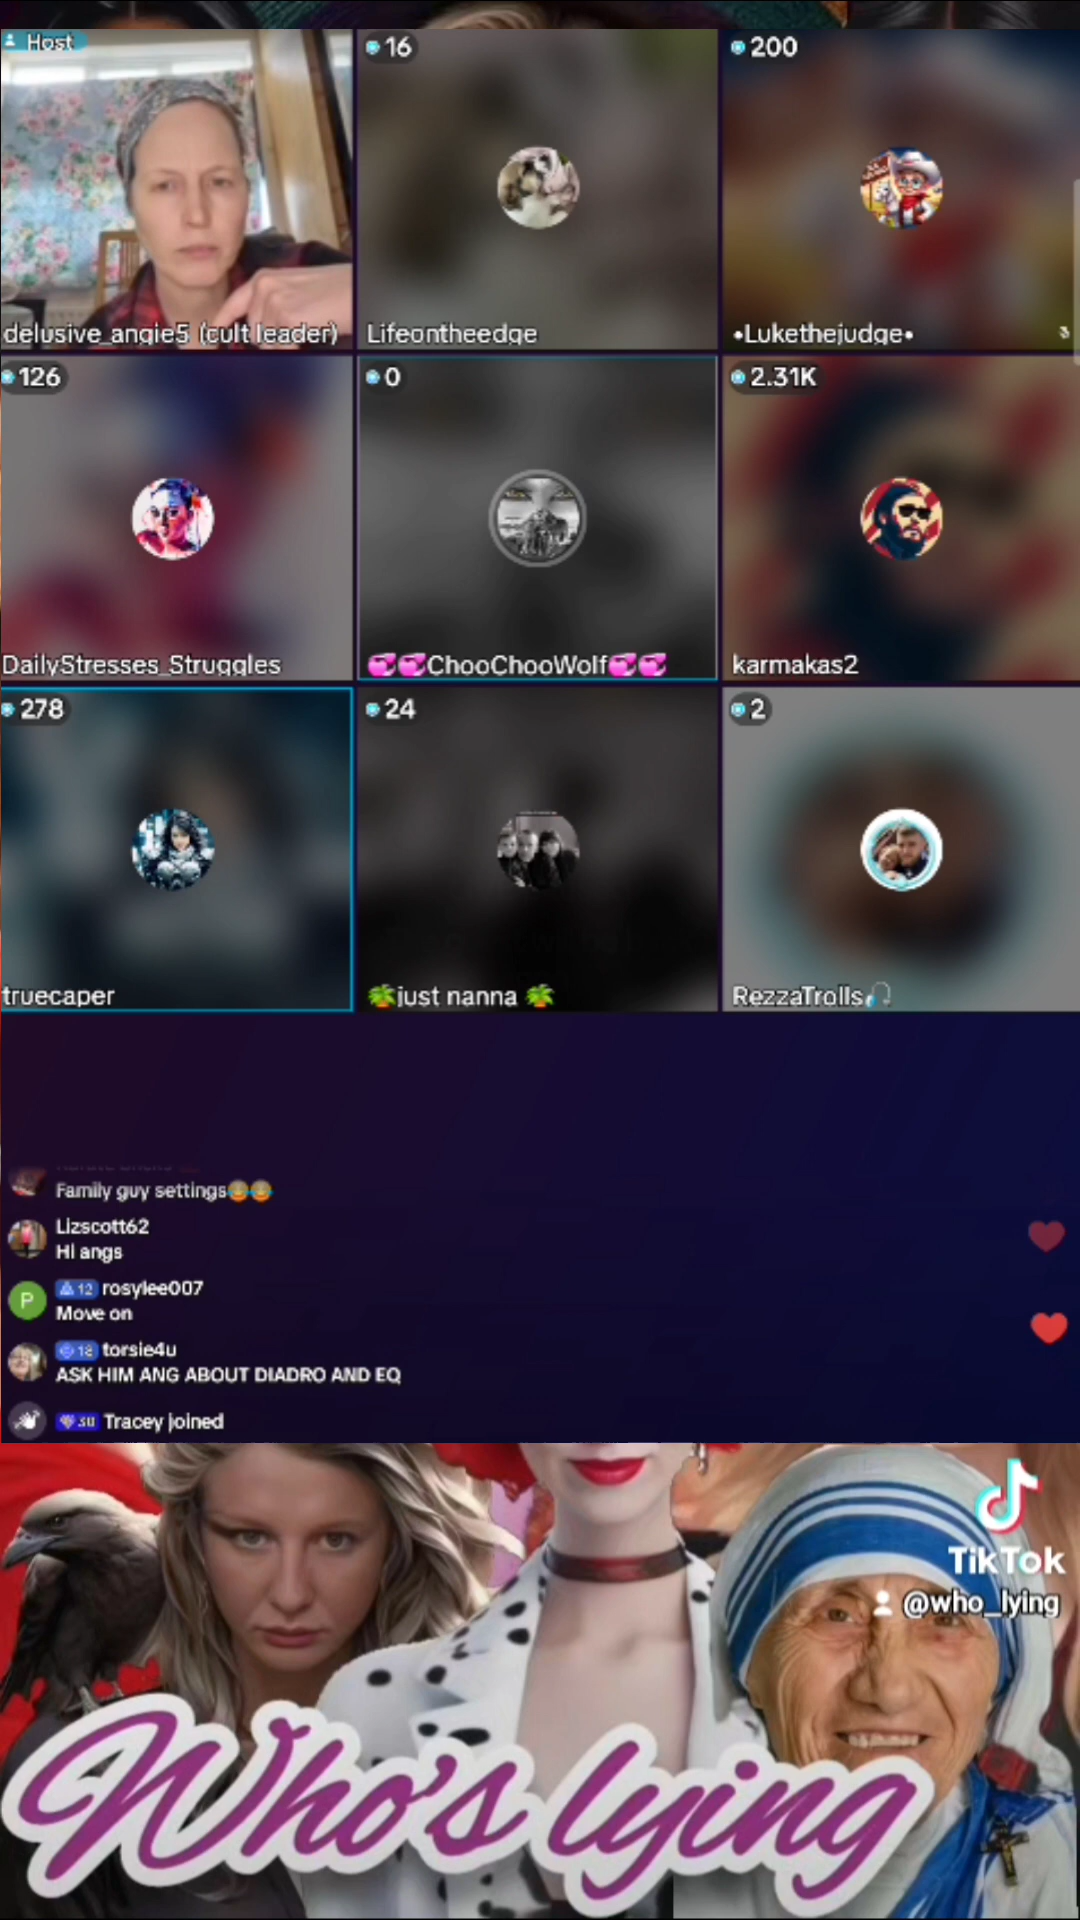 Host
16
200
delusive_angie5 (cult leader)
Lifeontheedge
•Lukethejudge•
126
0
2.31K
DailyStresses_Struggles
💞💞ChooChooWolf💞💞
karmakas2
278
24
2
truecaper
🌴just nanna 🌴
RezzaTrolls🎧
Family guy settings😂😂
Lizscott62
Hi angs
P
12 rosylee007
Move on
18 torsie4u
ASK HIM ANG ABOUT DIADRO AND EQ
30 Tracey joined
TikTok
@who_lying
Who's lying